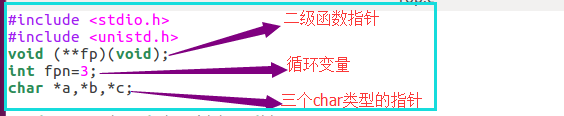 #include <stdio.h>
#include <unistd.h>
void (**fp)(void);
int fpn=3;
char *a,*b,*c;
二级函数指针
循环变量
三个char类型的指针